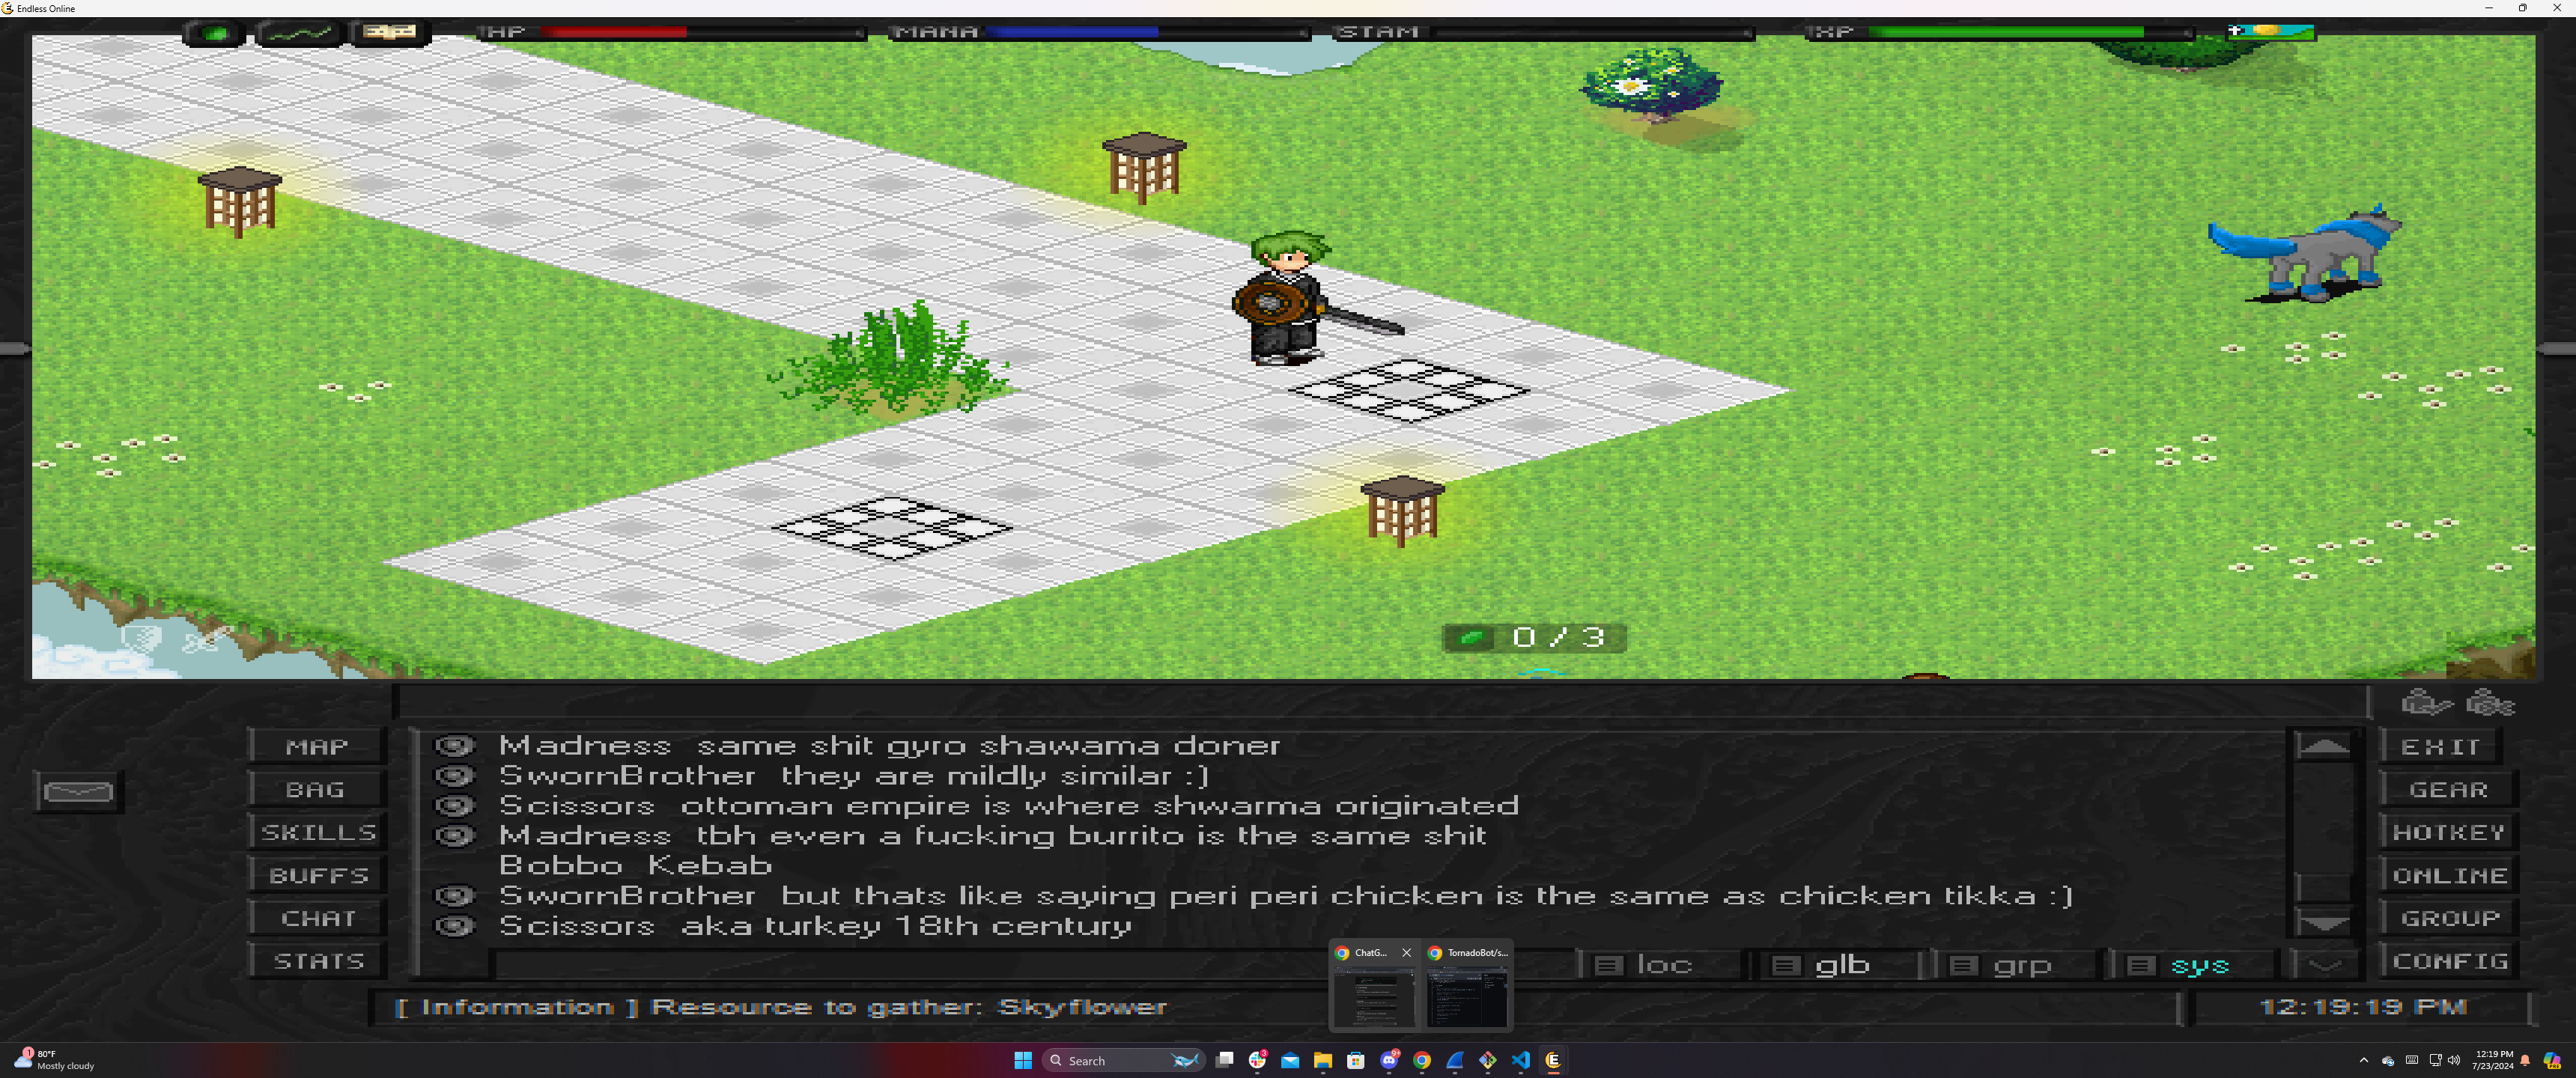 Endless Online
HP
MANA
STAM
XP
0 / 3
MAP
BAG
SKILLS
BUFFS
CHAT
STATS
Madness same shit gyro shawama doner
SwornBrother they are mildly similar :)
Scissors ottoman empire is where shwarma originated
Madness tbh even a fucking burrito is the same shit
Bobbo Kebab
SwornBrother but thats like saying peri peri chicken is the same as chicken tikka :)
Scissors aka turkey 18th century
EXIT
GEAR
HOTKEY
ONLINE
GROUP
CONFIG
ChatG...
TornadoBot/s...
loc
glb
grp
sys
[ Information ] Resource to gather: Skyflower
12:19:19 PM
1
80°F
Mostly cloudy
Search
3
9+
12:19 PM
7/23/2024